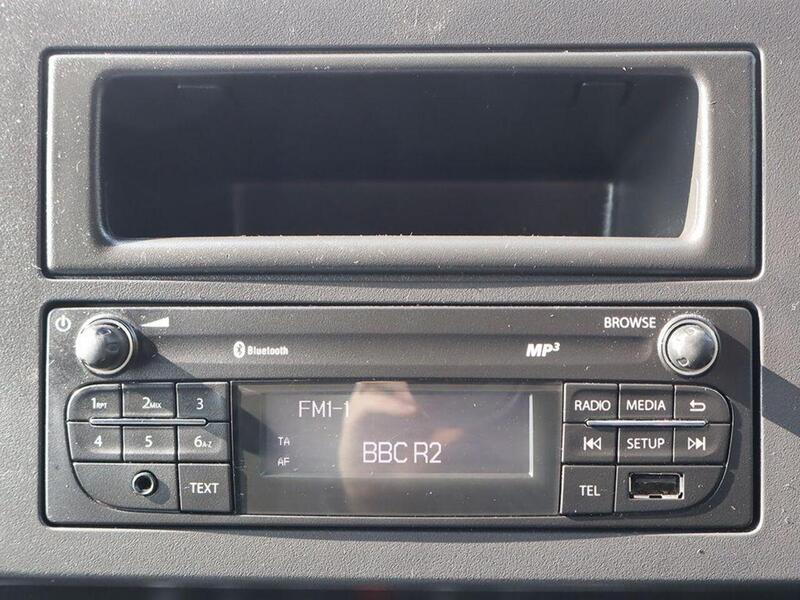 BROWSE
Bluetooth
MP3
1RPT 2MIX 3
RADIO MEDIA
FM1-1
4 5 6A-Z
SETUP
TA
BBC R2
AF
TEXT
TEL